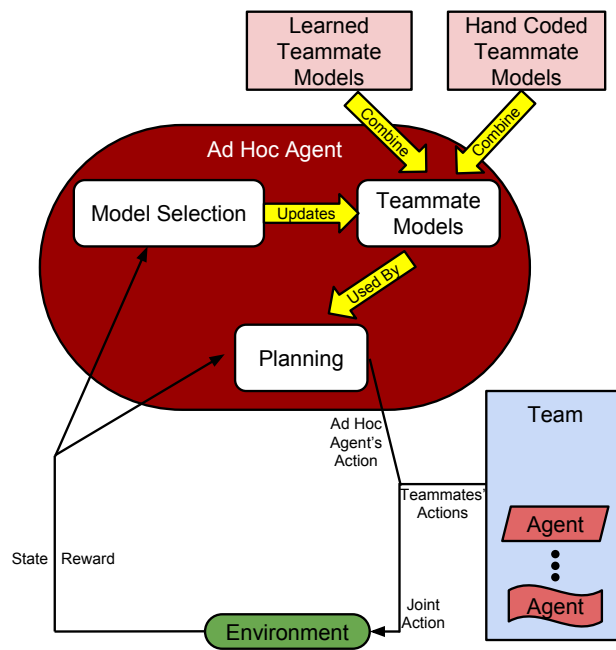 Learned
Teammate
Models
Hand Coded
Teammate
Models
Combine
Combine
Ad Hoc Agent
Model Selection
Updates
Teammate
Models
Used By
Planning
Ad Hoc
Agent's
Action
Team
Teammates'
Actions
Agent
Agent
State
Reward
Joint
Action
Environment